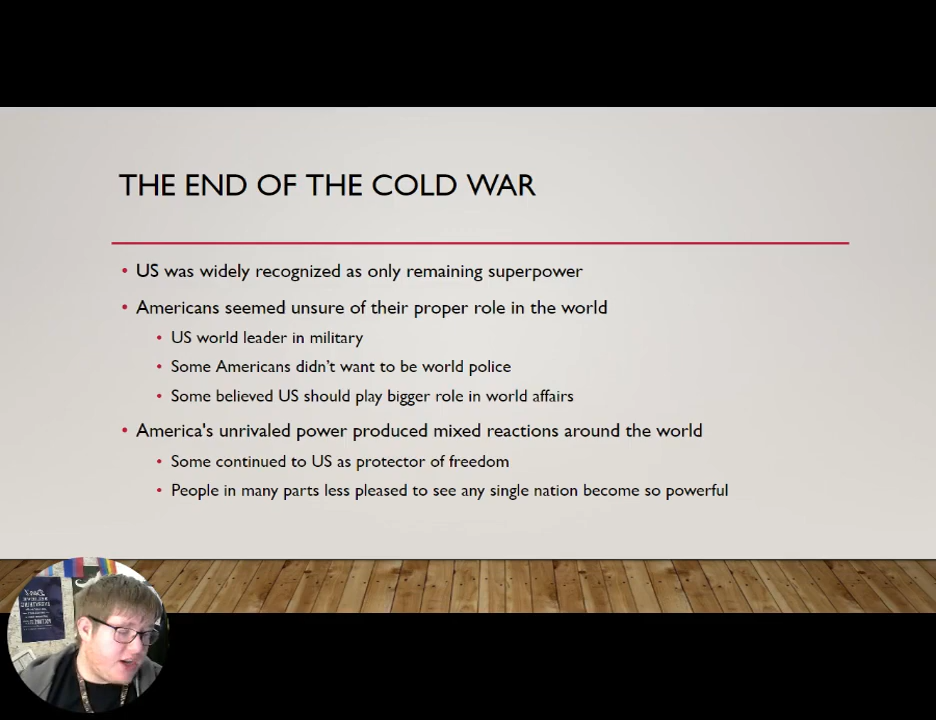 THE END OF THE COLD WAR
• US was widely recognized as only remaining superpower
• Americans seemed unsure of their proper role in the world
• US world leader in military
• Some Americans didn't want to be world police
• Some believed US should play bigger role in world affairs
• America's unrivaled power produced mixed reactions around the world
• Some continued to US as protector of freedom
• People in many parts less pleased to see any single nation become so powerful